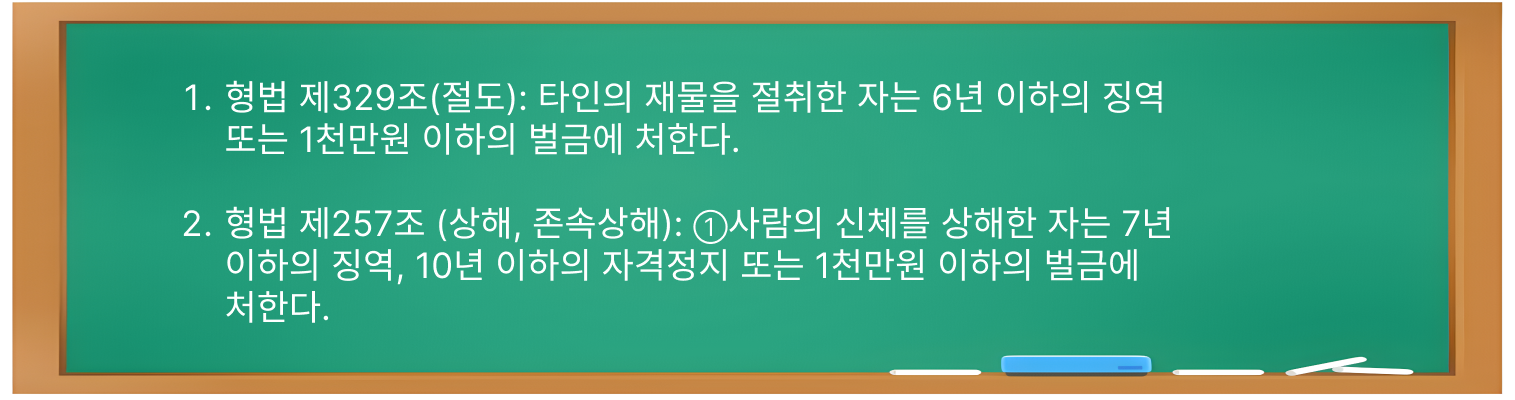 1. 형법 제329조(절도): 타인의 재물을 절취한 자는 6년 이하의 징역
또는 1천만원 이하의 벌금에 처한다.
2. 형법 제257조 (상해, 존속상해): ①사람의 신체를 상해한 자는 7년
이하의 징역, 10년 이하의 자격정지 또는 1천만원 이하의 벌금에
처한다.